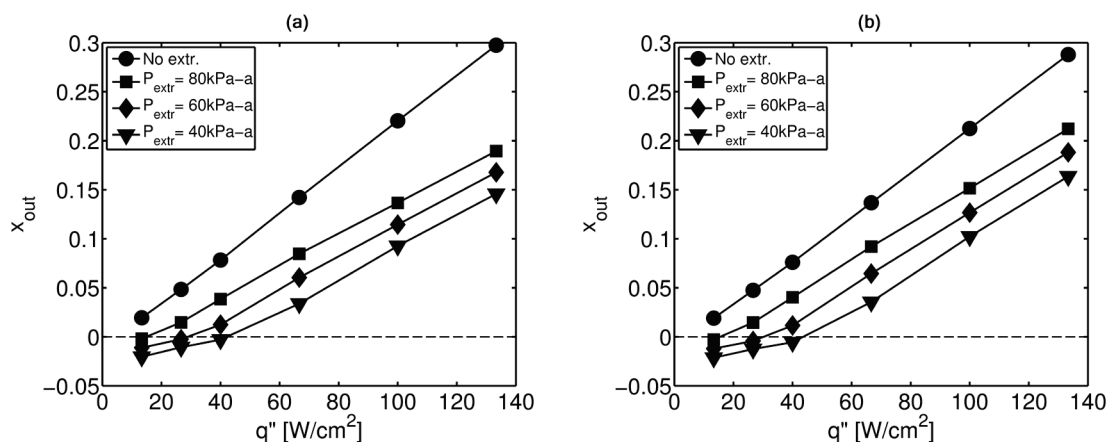 (a)
0.3
0.25
0.2
0.15
0.1
0.05
0
−0.05
x_out
No extr.
P_extr= 80kPa−a
P_extr= 60kPa−a
P_extr= 40kPa−a
0 20 40 60 80 100 120 140
q" [W/cm²]
(b)
0.3
0.25
0.2
0.15
0.1
0.05
0
−0.05
x_out
No extr.
P_extr= 80kPa−a
P_extr= 60kPa−a
P_extr= 40kPa−a
0 20 40 60 80 100 120 140
q" [W/cm²]